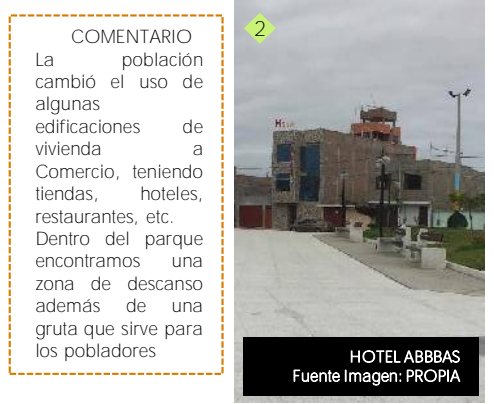 COMENTARIO
La población
cambió el uso de
algunas
edificaciones de
vivienda a
Comercio, teniendo
tiendas, hoteles,
restaurantes, etc.
Dentro del parque
encontramos una
zona de descanso
además de una
gruta que sirve para
los pobladores
2
HOTEL ABBBAS
Fuente Imagen: PROPIA